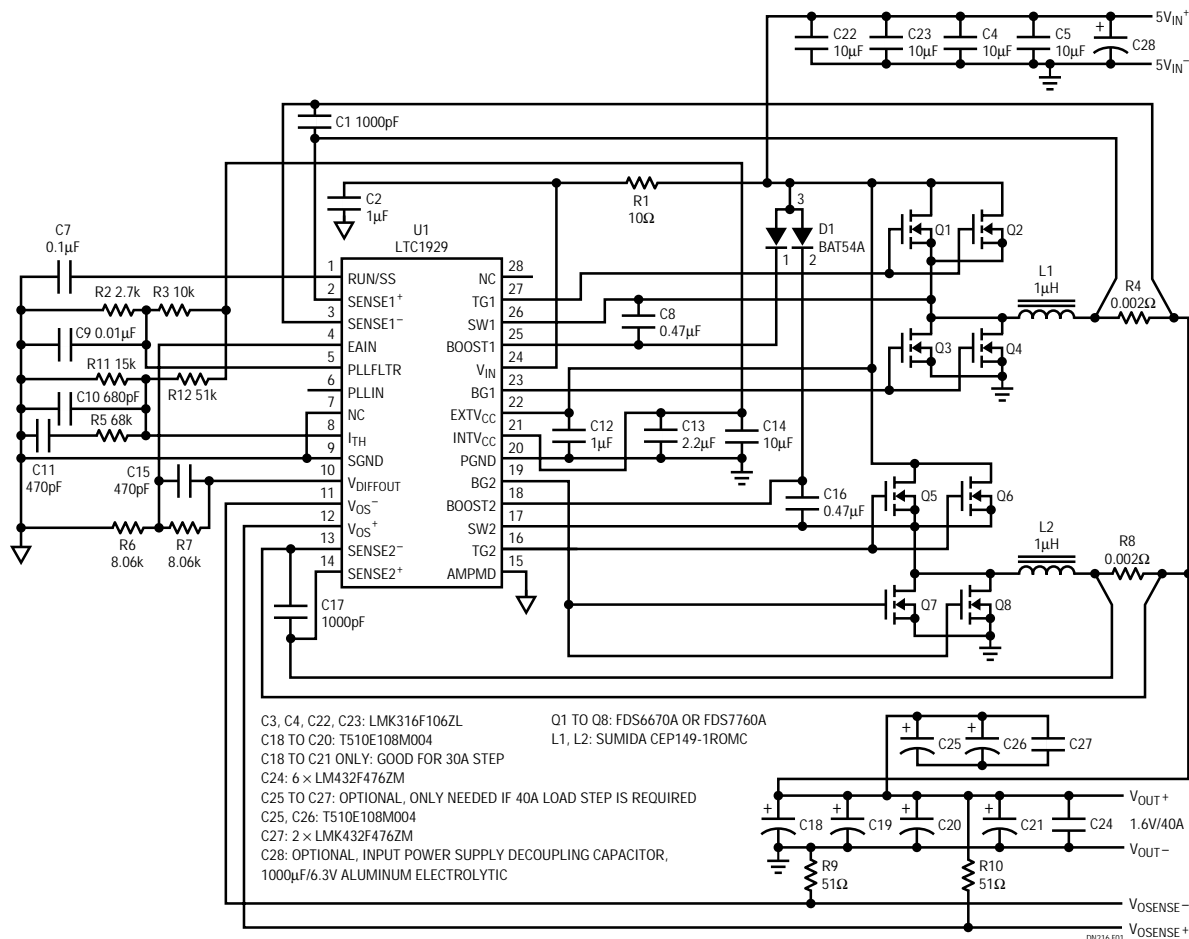 5VIN+
5VIN−
C22
10µF
C23
10µF
C4
10µF
C5
10µF
+
C28
C1 1000pF
C2
1µF
R1
10Ω
3
D1
BAT54A
1
2
Q1
Q2
C7
0.1µF
U1
LTC1929
L1
1µH
R4
0.002Ω
R2 2.7k
R3 10k
C9 0.01µF
R11 15k
R12 51k
C10 680pF
R5 68k
C11
470pF
C15
470pF
R6
8.06k
R7
8.06k
1
RUN/SS
2
SENSE1+
3
SENSE1−
4
EAIN
5
PLLFLTR
6
PLLIN
7
NC
8
ITH
9
SGND
10
VDIFFOUT
11
VOS−
12
VOS+
13
SENSE2−
14
SENSE2+
NC
28
TG1
27
SW1
26
BOOST1
25
VIN
24
BG1
23
EXTVCC
22
INTVCC
21
PGND
20
BG2
19
BOOST2
18
SW2
17
TG2
16
AMPMD
15
C8
0.47µF
Q3
Q4
C12
1µF
C13
2.2µF
C14
10µF
C16
0.47µF
Q5
Q6
L2
1µH
R8
0.002Ω
Q7
Q8
C17
1000pF
C3, C4, C22, C23: LMK316F106ZL
C18 TO C20: T510E108M004
C18 TO C21 ONLY: GOOD FOR 30A STEP
C24: 6 × LM432F476ZM
C25 TO C27: OPTIONAL, ONLY NEEDED IF 40A LOAD STEP IS REQUIRED
C25, C26: T510E108M004
C27: 2 × LMK432F476ZM
C28: OPTIONAL, INPUT POWER SUPPLY DECOUPLING CAPACITOR,
1000µF/6.3V ALUMINUM ELECTROLYTIC
Q1 TO Q8: FDS6670A OR FDS7760A
L1, L2: SUMIDA CEP149-1ROMC
+
C25
+
C26
C27
+
C18
+
C19
+
C20
+
C21
C24
VOUT+
1.6V/40A
VOUT−
R9
51Ω
R10
51Ω
VOSENSE−
VOSENSE+
DN216 F01